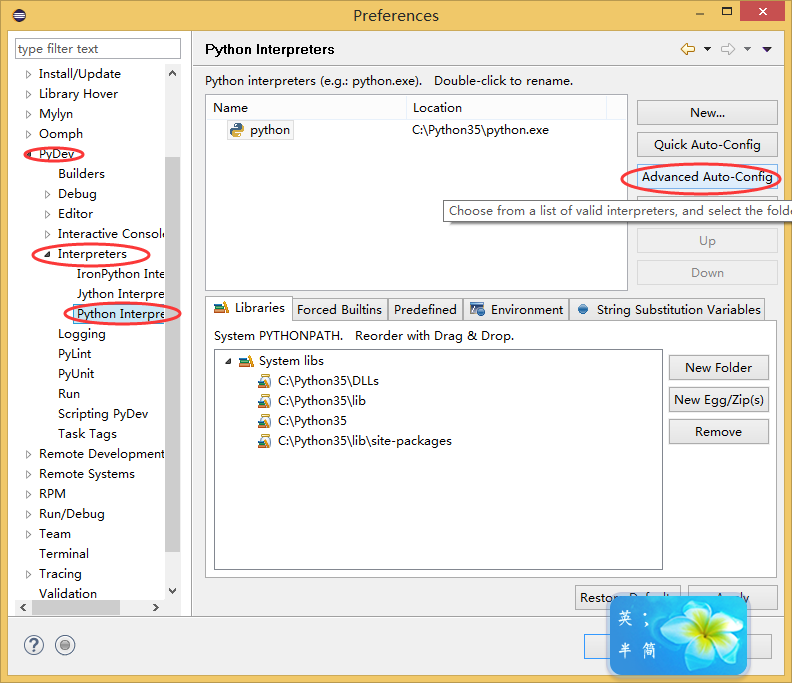 Preferences
type filter text
Install/Update
Library Hover
Mylyn
Oomph
PyDev
Builders
Debug
Editor
Interactive Console
Interpreters
IronPython Inte
Jython Interpre
Python Interpre
Logging
PyLint
PyUnit
Run
Scripting PyDev
Task Tags
Remote Development
Remote Systems
RPM
Run/Debug
Team
Terminal
Tracing
Validation
Python Interpreters
Python interpreters (e.g.: python.exe).   Double-click to rename.
Name Location
python C:\Python35\python.exe
New...
Quick Auto-Config
Advanced Auto-Config
Choose from a list of valid interpreters, and select the folde
Up
Down
Libraries Forced Builtins Predefined Environment String Substitution Variables
System PYTHONPATH.   Reorder with Drag & Drop.
System libs
C:\Python35\DLLs
C:\Python35\lib
C:\Python35
C:\Python35\lib\site-packages
New Folder
New Egg/Zip(s)
Remove
Restore Defaults Apply
英 ；
半 简